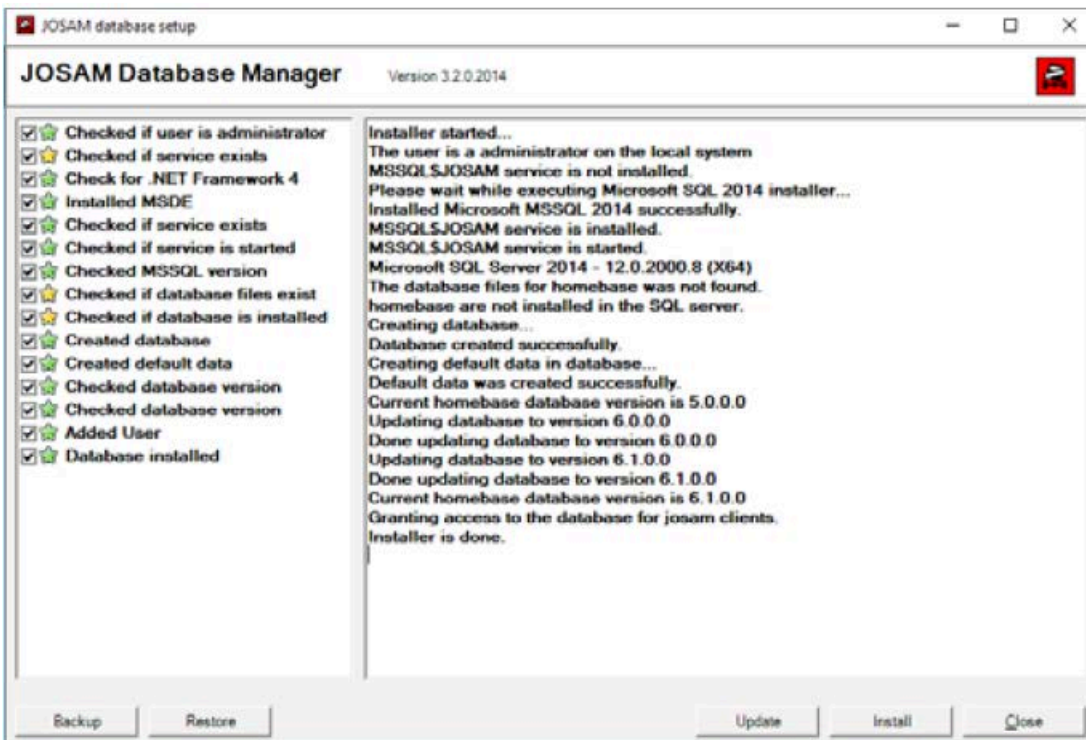 JOSAM database setup
JOSAM Database Manager Version 3.2.0.2014
Checked if user is administrator
Checked if service exists
Check for .NET Framework 4
Installed MSDE
Checked if service exists
Checked if service is started
Checked MSSQL version
Checked if database files exist
Checked if database is installed
Created database
Created default data
Checked database version
Checked database version
Added User
Database installed
Installer started...
The user is a administrator on the local system
MSSQL$JOSAM service is not installed.
Please wait while executing Microsoft SQL 2014 installer...
Installed Microsoft MSSQL 2014 successfully.
MSSQL$JOSAM service is installed.
MSSQL$JOSAM service is started.
Microsoft SQL Server 2014 - 12.0.2000.8 (X64)
The database files for homebase was not found.
homebase are not installed in the SQL server.
Creating database...
Database created successfully.
Creating default data in database...
Default data was created successfully.
Current homebase database version is 5.0.0.0
Updating database to version 6.0.0.0
Done updating database to version 6.0.0.0
Updating database to version 6.1.0.0
Done updating database to version 6.1.0.0
Current homebase database version is 6.1.0.0
Granting access to the database for josam clients.
Installer is done.
Backup Restore Update Install Close